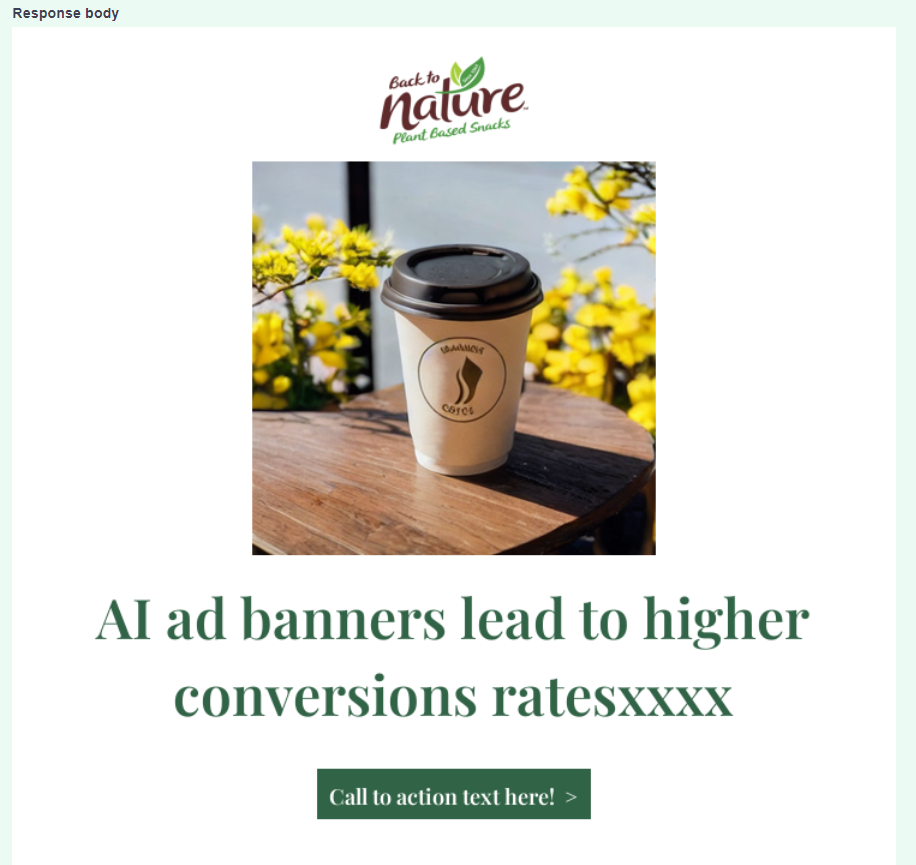 Response body
Back to
nature
Plant Based Snacks
AI ad banners lead to higher
conversions ratesxxxx
Call to action text here! >